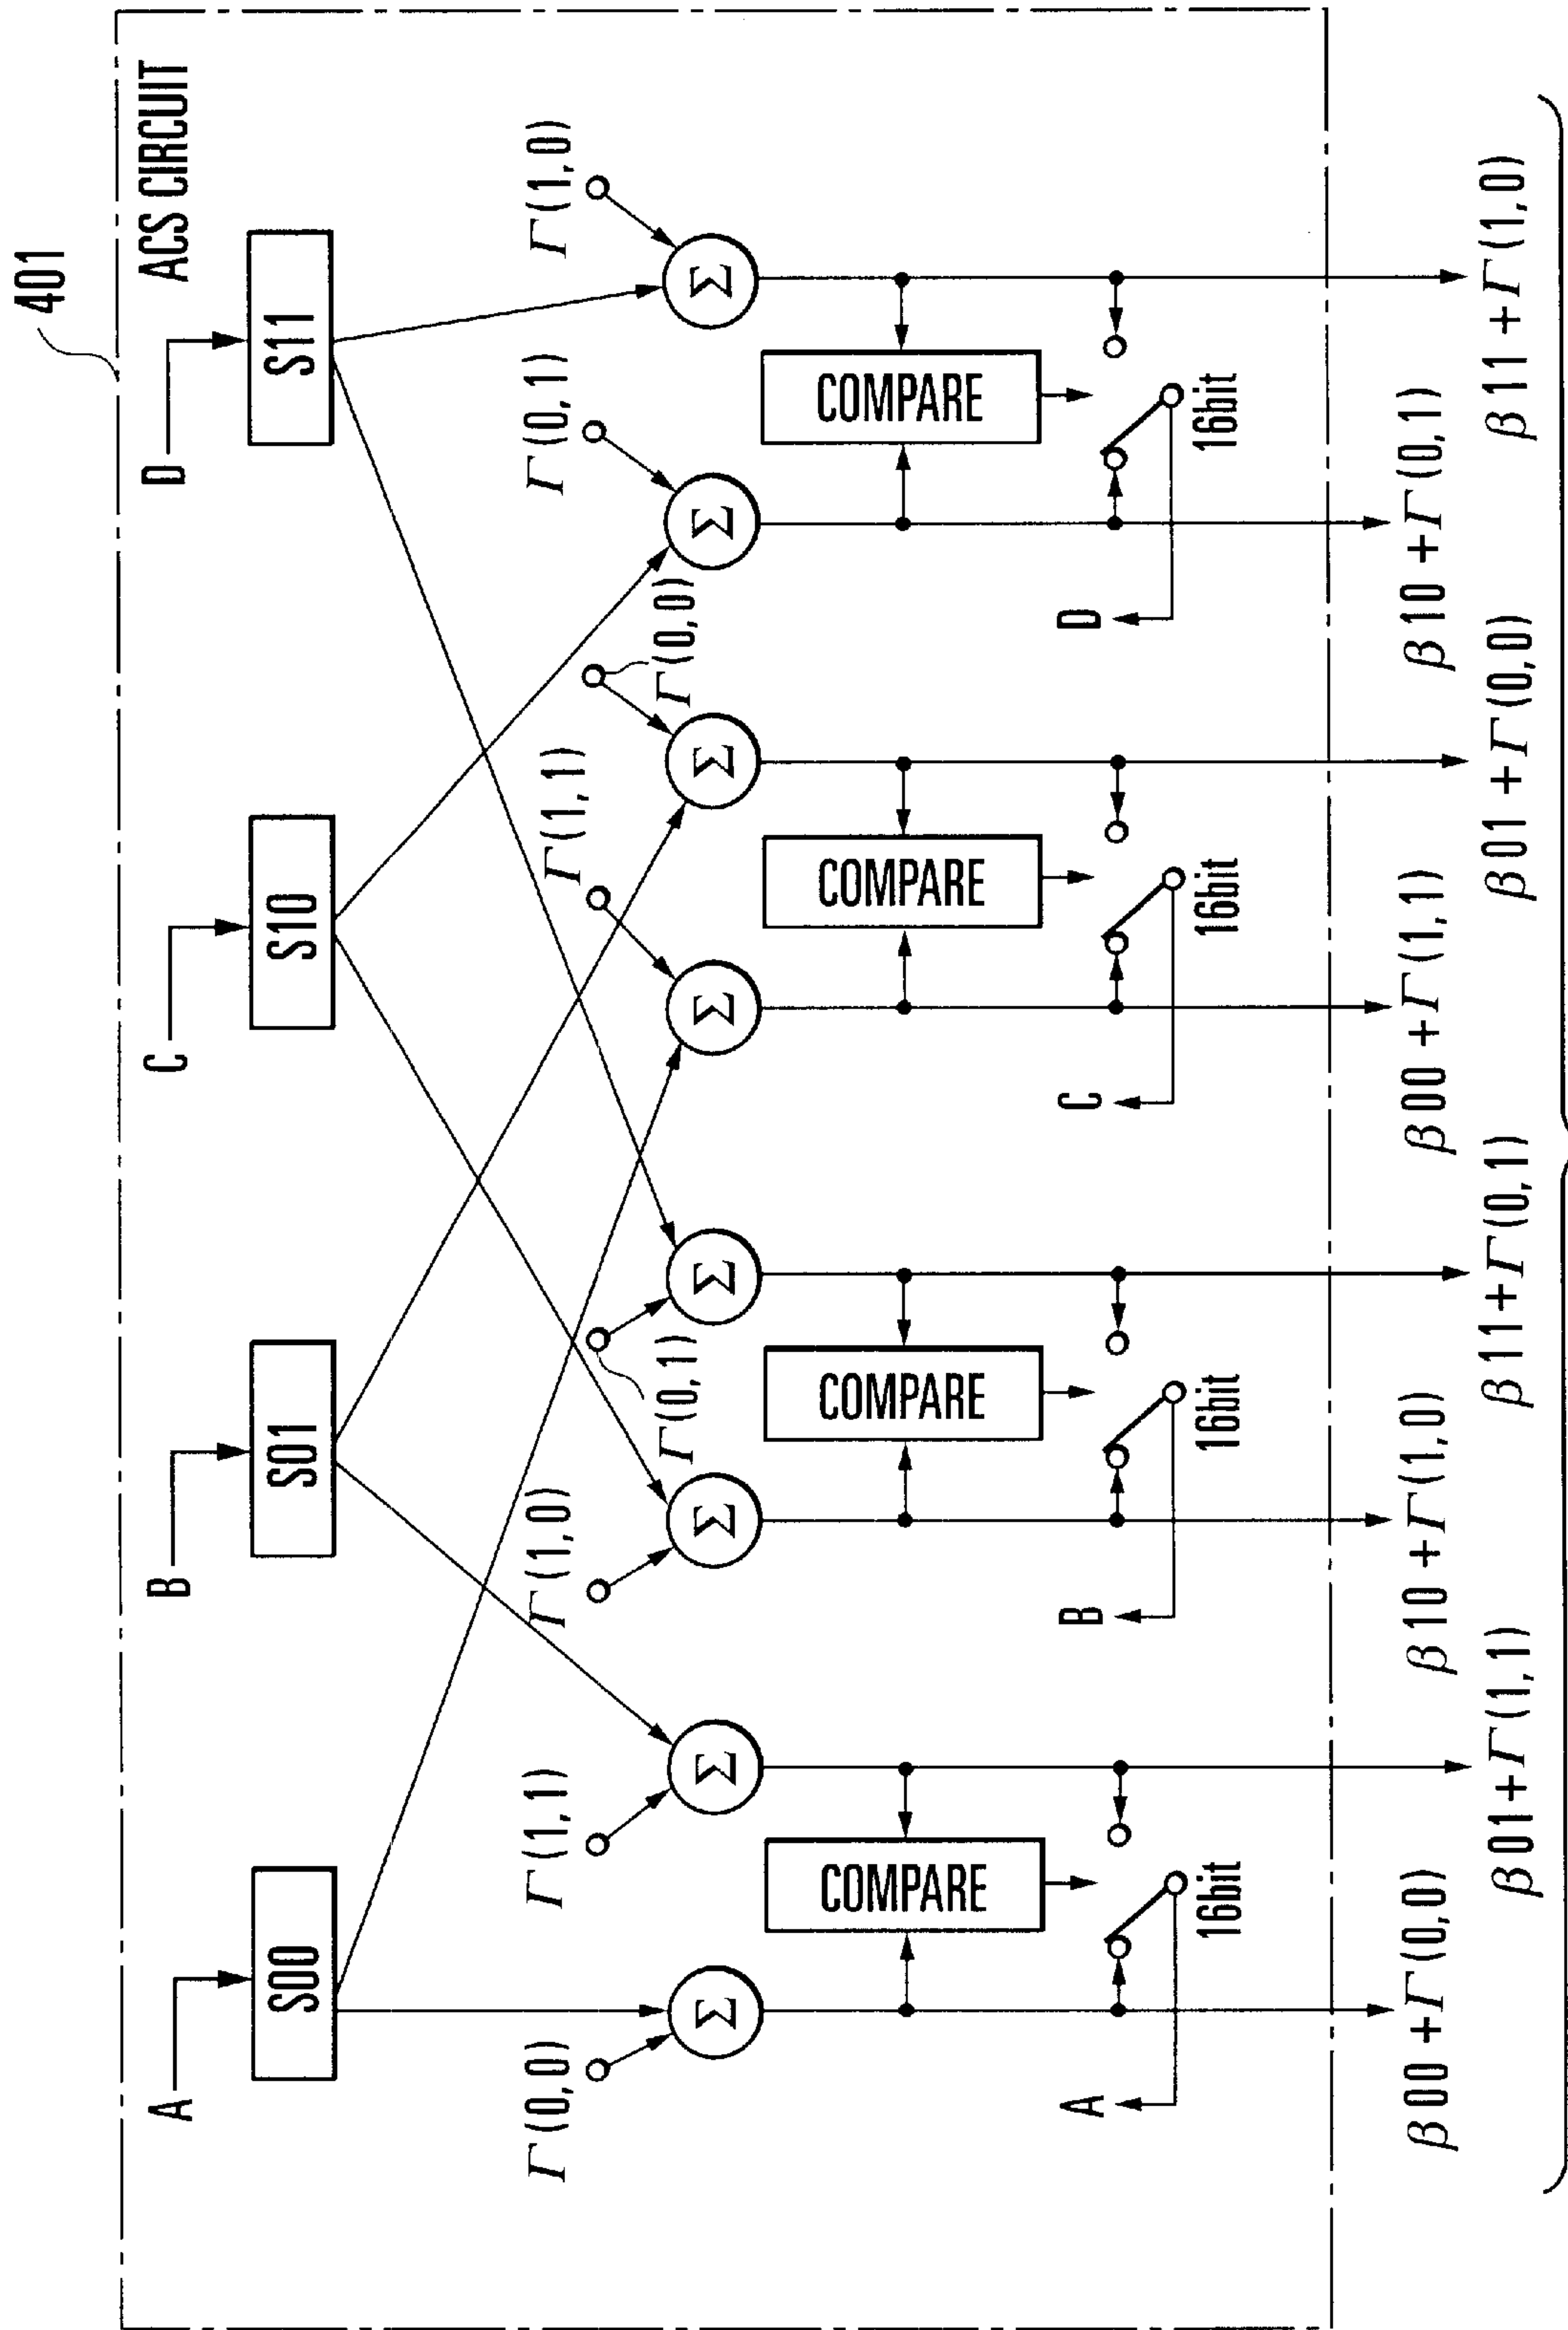 401
ACS CIRCUIT
A
B
C
D
S00
S01
S10
S11
Γ(0,0)
Γ(1,1)
Γ(1,0)
Γ(0,1)
Γ(1,1)
Γ(0,0)
Γ(0,1)
Γ(1,0)
Σ
Σ
Σ
Σ
Σ
Σ
Σ
Σ
COMPARE
COMPARE
COMPARE
COMPARE
A
B
C
D
16bit
16bit
16bit
16bit
β00+Γ(0,0)
β10+Γ(1,0)
β00+Γ(1,1)
β10+Γ(0,1)
β01+Γ(1,1)
β11+Γ(0,1)
β01+Γ(0,0)
β11+Γ(1,0)